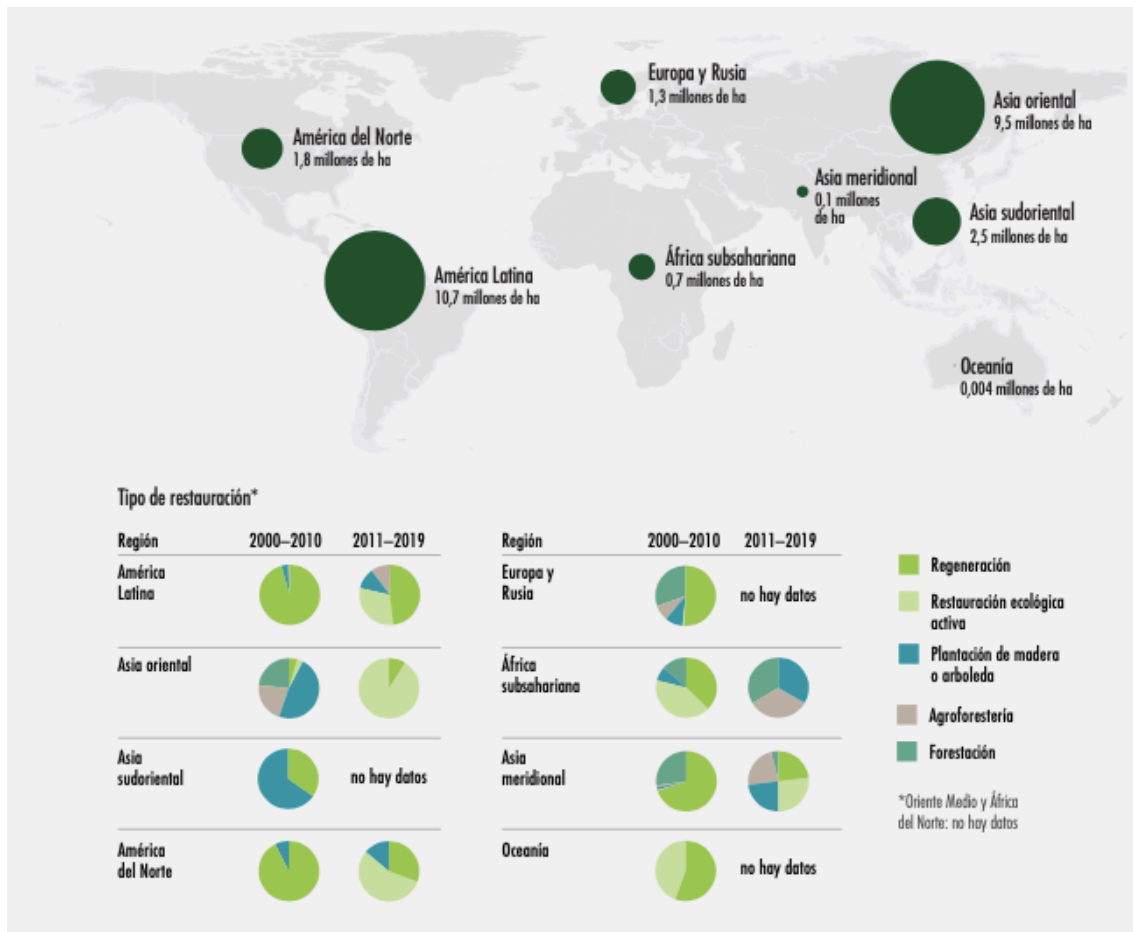 Europa y Rusia
1,3 millones de ha
Asia oriental
9,5 millones de ha
América del Norte
1,8 millones de ha
Asia meridional
0,1 millones
de ha
Asia sudoriental
2,5 millones de ha
África subsahariana
0,7 millones de ha
América Latina
10,7 millones de ha
Oceanía
0,004 millones de ha
Tipo de restauración*
Región 2000–2010 2011–2019
América
Latina
Asia oriental
Asia
sudoriental
no hay datos
América
del Norte
Región 2000–2010 2011–2019
Europa y
Rusia
no hay datos
África
subsahariana
Asia
meridional
Oceanía
no hay datos
Regeneración
Restauración ecológica
activa
Plantación de madera
o arboleda
Agroforestería
Forestación
*Oriente Medio y África
del Norte: no hay datos